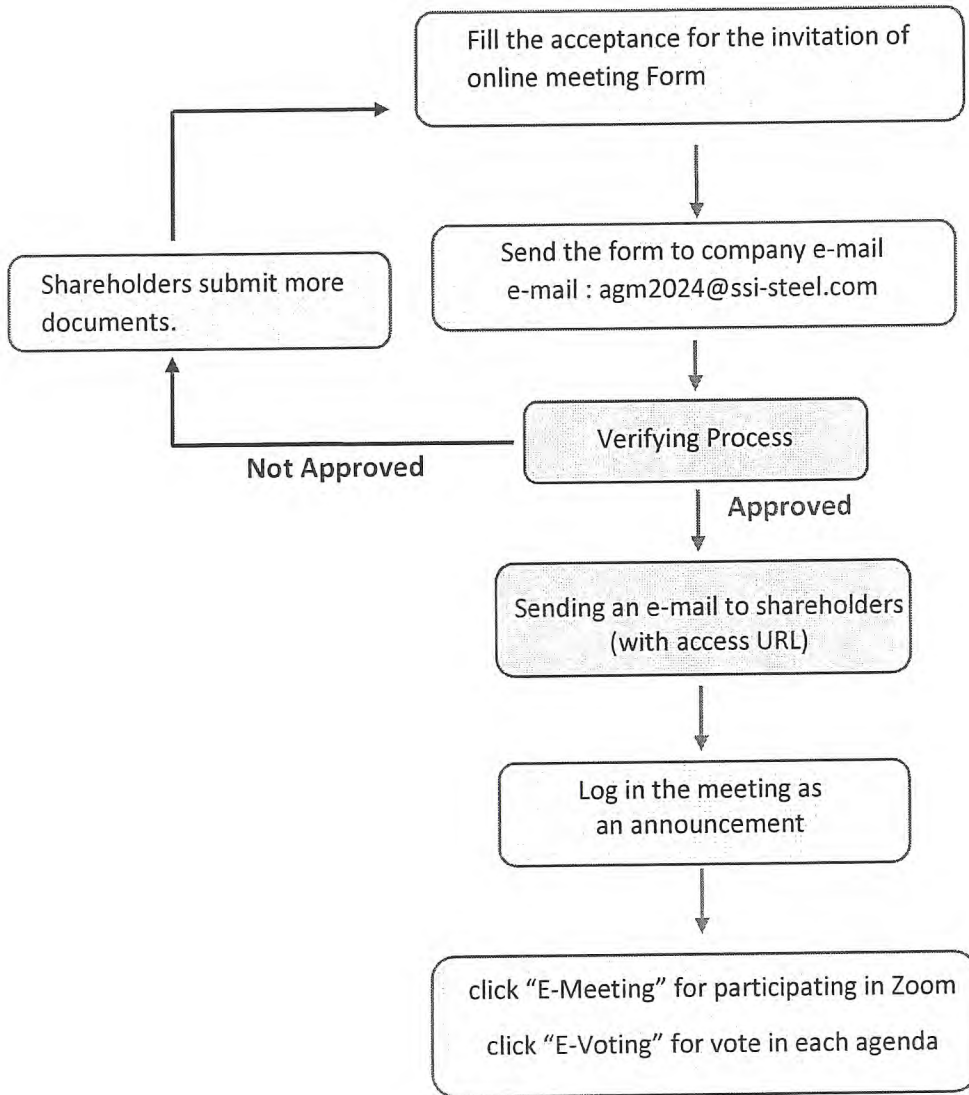 Fill the acceptance for the invitation of
online meeting Form
Send the form to company e-mail
e-mail : agm2024@ssi-steel.com
Shareholders submit more
documents.
Verifying Process
Not Approved
Approved
Sending an e-mail to shareholders
(with access URL)
Log in the meeting as
an announcement
click “E-Meeting” for participating in Zoom
click “E-Voting” for vote in each agenda